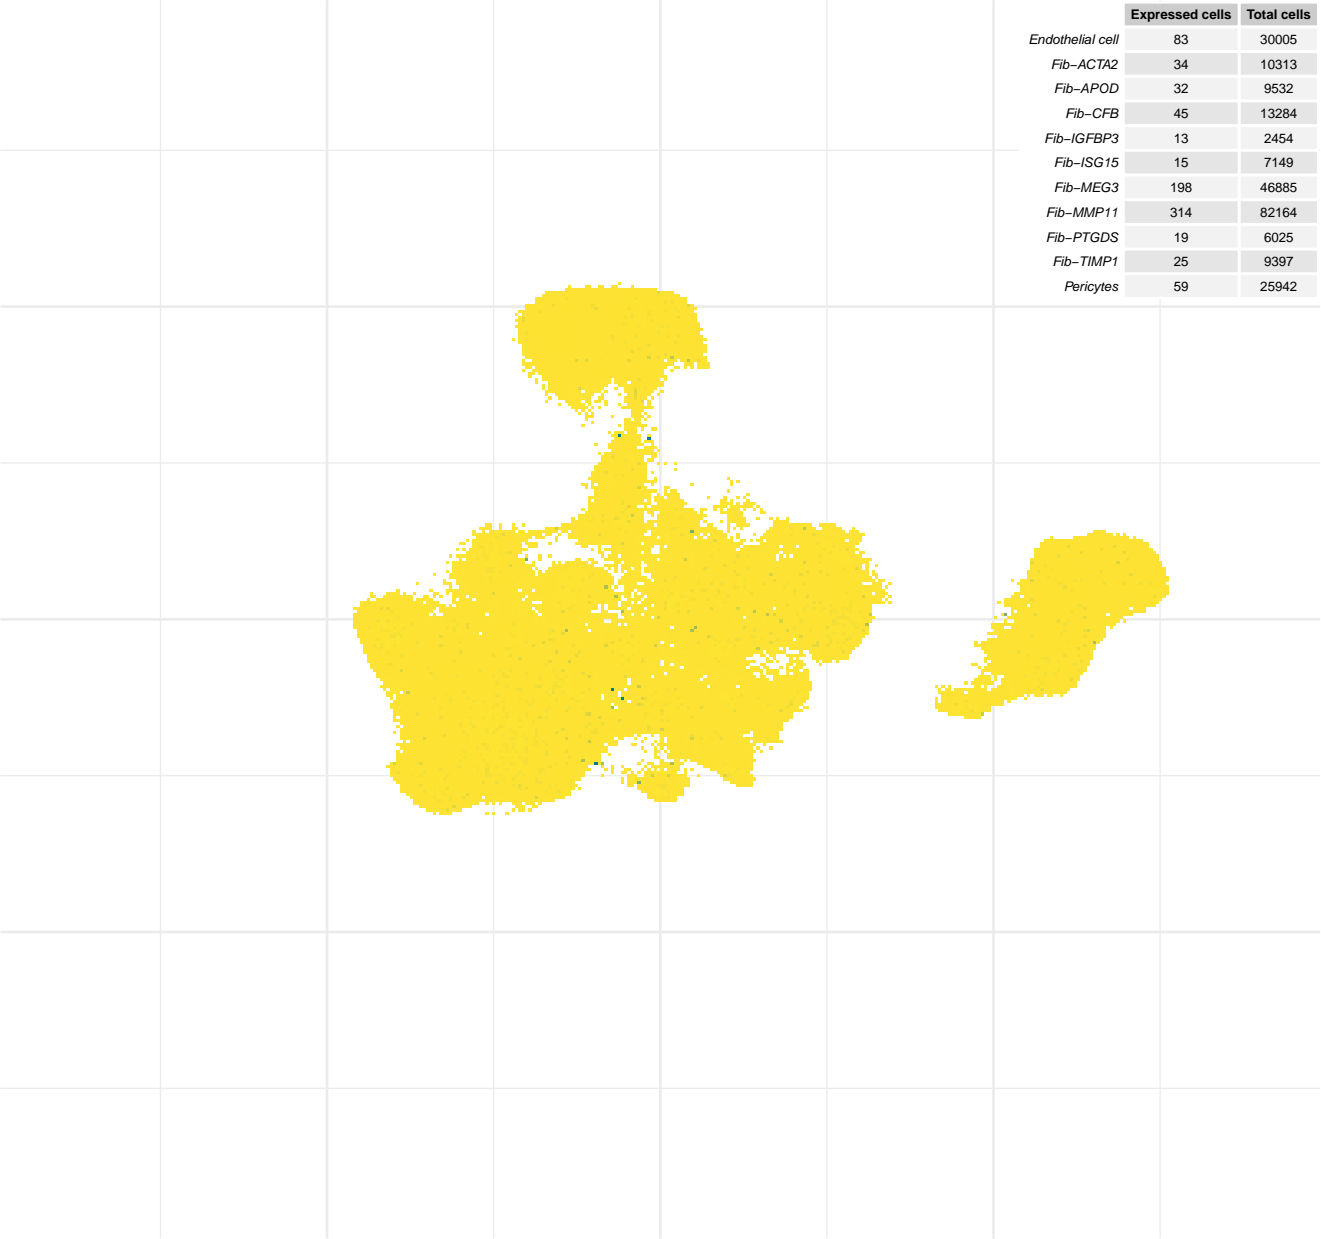 Expressed cells Total cells
Endothelial cell 83 30005
Fib−ACTA2 34 10313
Fib−APOD 32 9532
Fib−CFB 45 13284
Fib−IGFBP3 13 2454
Fib−ISG15 15 7149
Fib−MEG3 198 46885
Fib−MMP11 314 82164
Fib−PTGDS 19 6025
Fib−TIMP1 25 9397
Pericytes 59 25942